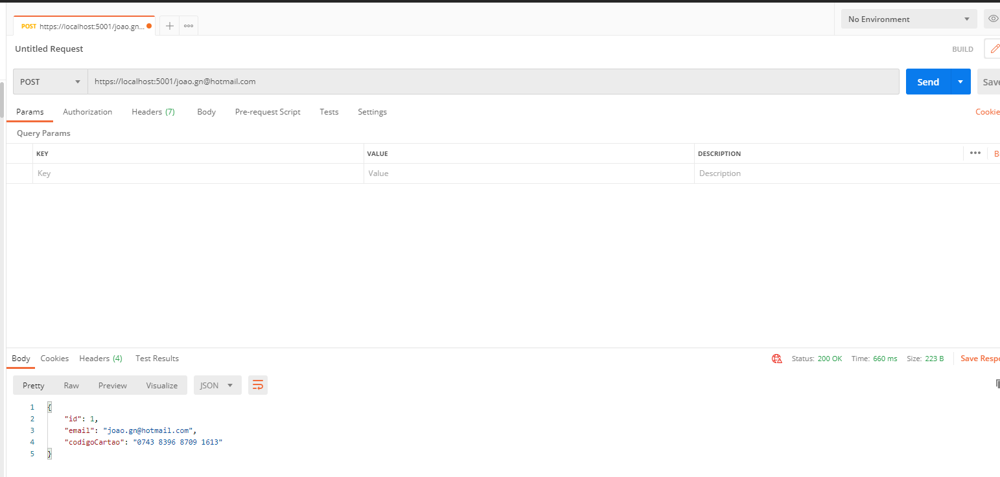 POST https://localhost:5001/joao.gn...
No Environment
Untitled Request
BUILD
POST
https://localhost:5001/joao.gn@hotmail.com
Send
Save
Params Authorization Headers (7) Body Pre-request Script Tests Settings
Cookie
Query Params
KEY VALUE DESCRIPTION
B
Key Value Description
Body Cookies Headers (4) Test Results
Status: 200 OK Time: 660 ms Size: 223 B
Save Respo
Pretty Raw Preview Visualize JSON
1 {
2 "id": 1,
3 "email": "joao.gn@hotmail.com",
4 "codigoCartao": "0743 8396 8709 1613"
5 }